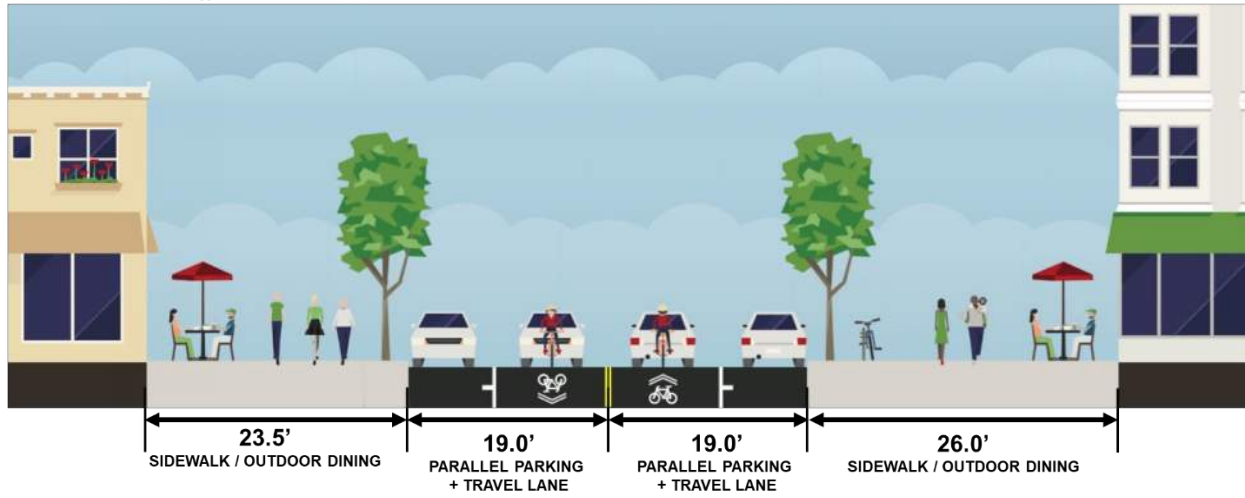 23.5’
SIDEWALK / OUTDOOR DINING
19.0’
PARALLEL PARKING
+ TRAVEL LANE
19.0’
PARALLEL PARKING
+ TRAVEL LANE
26.0’
SIDEWALK / OUTDOOR DINING